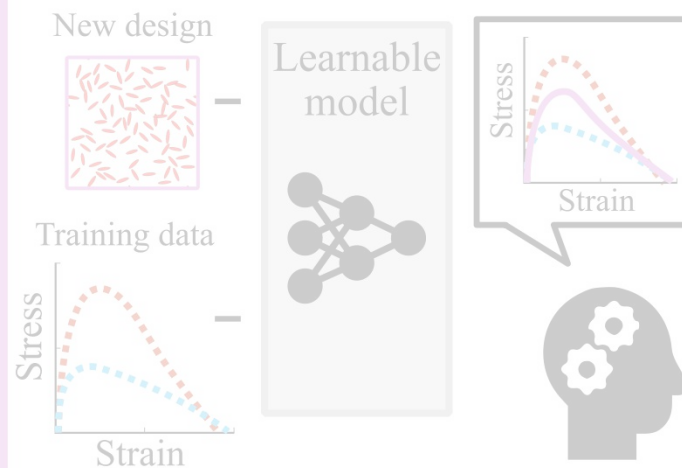 New design
Learnable
model
Stress
Strain
Training data
Stress
Strain